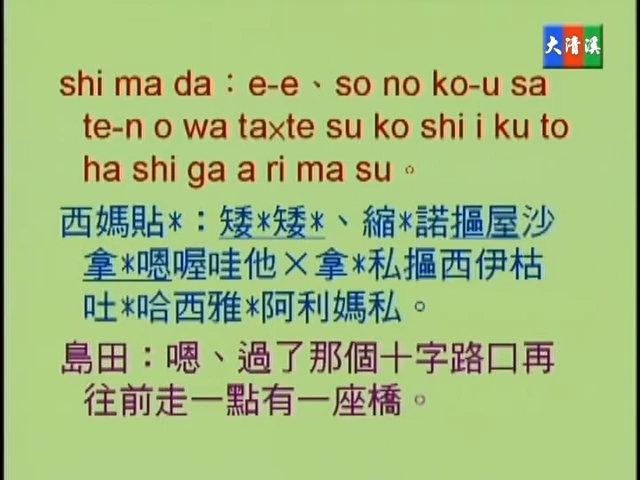 大清溪
shi ma da：e-e、so no ko-u sa
te-n o wa ta×te su ko shi i ku to
ha shi ga a ri ma su。
西媽貼*：矮*矮*、縮*諾摳屋沙
拿*嗯喔哇他×拿*私摳西伊枯
吐*哈西雅*阿利媽私。
島田：嗯、過了那個十字路口再
往前走一點有一座橋。